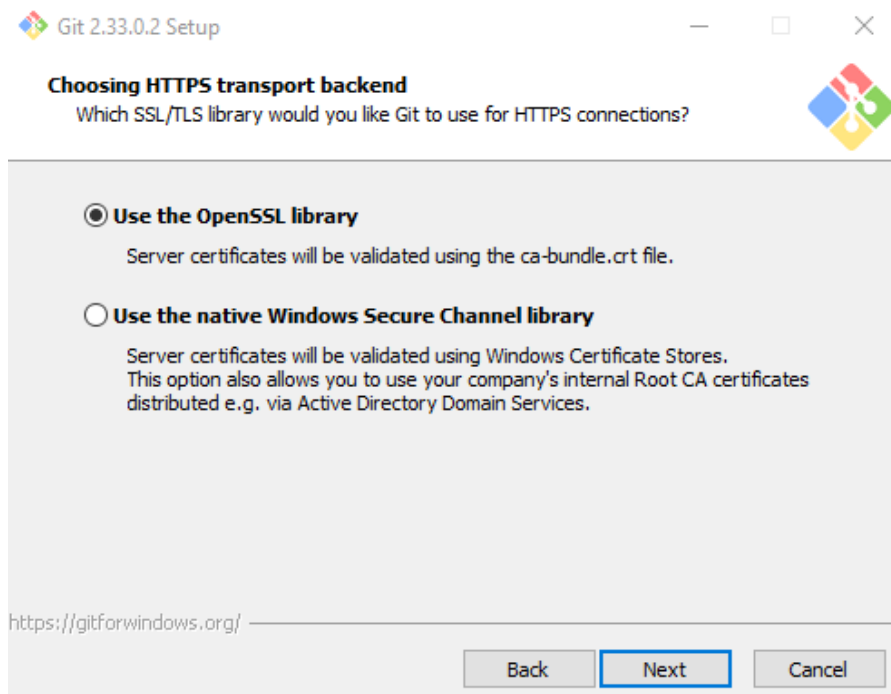 Git 2.33.0.2 Setup
Choosing HTTPS transport backend
Which SSL/TLS library would you like Git to use for HTTPS connections?
Use the OpenSSL library
Server certificates will be validated using the ca-bundle.crt file.
Use the native Windows Secure Channel library
Server certificates will be validated using Windows Certificate Stores.
This option also allows you to use your company's internal Root CA certificates
distributed e.g. via Active Directory Domain Services.
https://gitforwindows.org/
Back Next Cancel